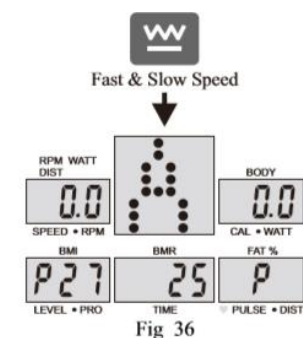 Fast & Slow Speed
RPM WATT
DIST
BODY
0.0
A
0.0
SPEED • RPM
CAL • WATT
BMI
BMR
FAT %
P27
25
P
LEVEL • PRO
TIME
♥ PULSE • DIST
Fig 36